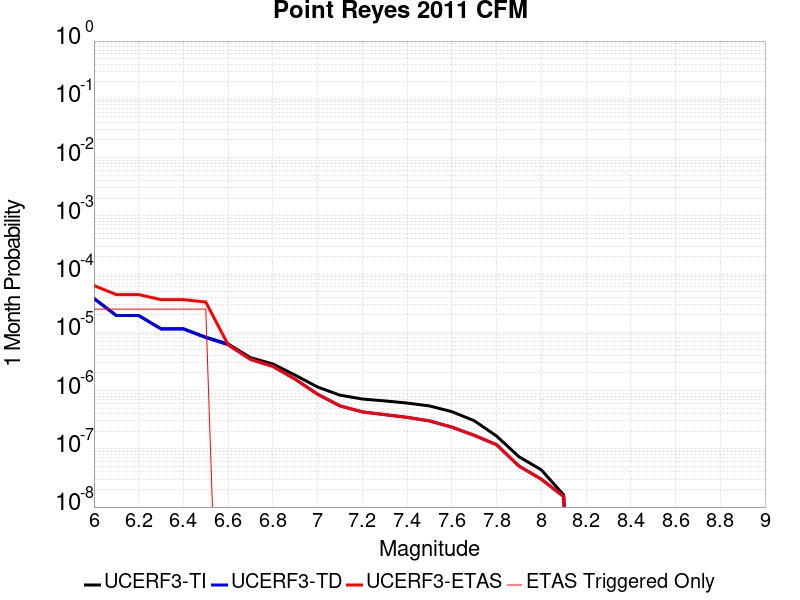 Point Reyes 2011 CFM
10 0
10 -1
10 -2
10 -3
10 -4
10 -5
10 -6
10 -7
10 -8
1 Month Probability
6 6.2 6.4 6.6 6.8 7 7.2 7.4 7.6 7.8 8 8.2 8.4 8.6 8.8 9
Magnitude
UCERF3-TI UCERF3-TD UCERF3-ETAS ETAS Triggered Only